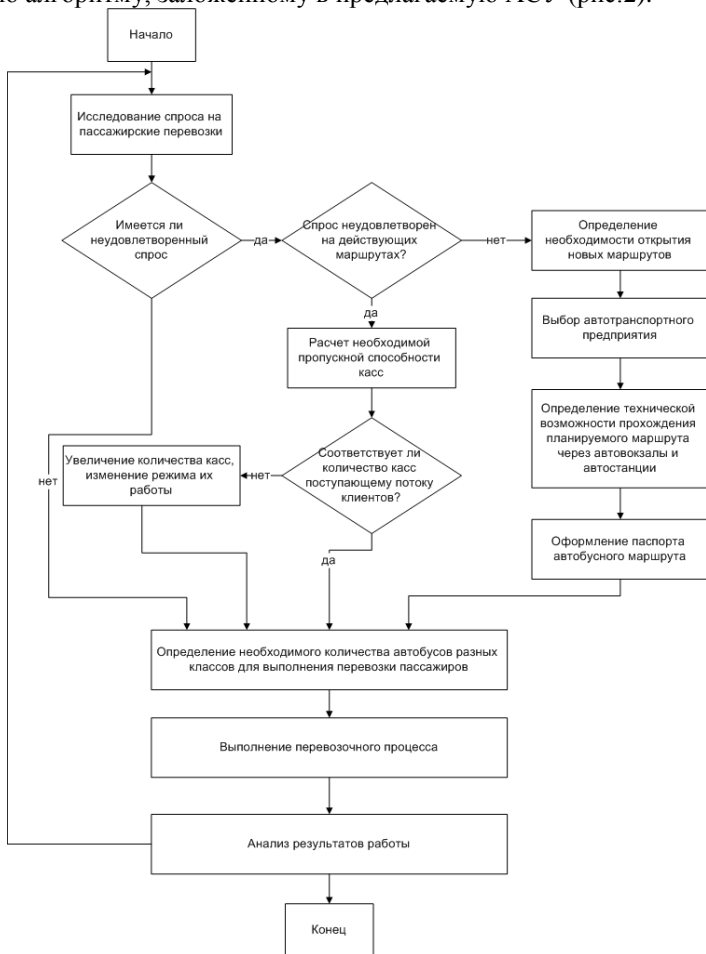 алгоритму, заложенному в предлагаемую АСУ (рис.2).
Начало
Исследование спроса на
пассажирские перевозки
Имеется ли
неудовлетворенный
спрос
да
Спрос неудовлетворен
на действующих
маршрутах?
нет
Определение
необходимости открытия
новых маршрутов
да
Выбор автотранспортного
предприятия
Расчет необходимой
пропускной способности
касс
Определение технической
возможности прохождения
планируемого маршрута
через автовокзалы и
автостанции
Соответствует ли
количество касс
поступающему потоку
клиентов?
нет
Увеличение количества касс,
изменение режима их
работы
нет
Оформление паспорта
автобусного маршрута
да
Определение необходимого количества автобусов разных
классов для выполнения перевозки пассажиров
Выполнение перевозочного процесса
Анализ результатов работы
Конец